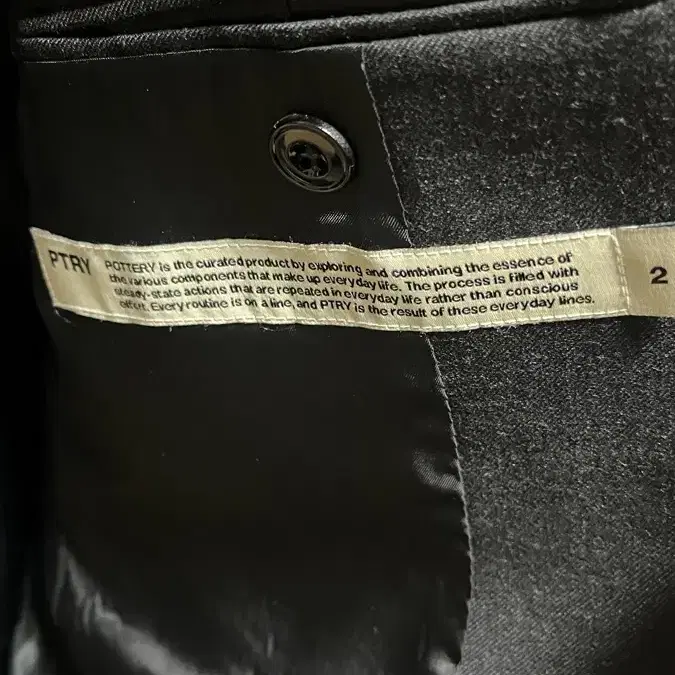 PTRY
POTTERY is the curated product by exploring and combining the essence of
the various components that make up everyday life. The process is filled with
steady-state actions that are repeated in everyday life rather than conscious
effort. Every routine is on a line, and PTRY is the result of these everyday lines.
2